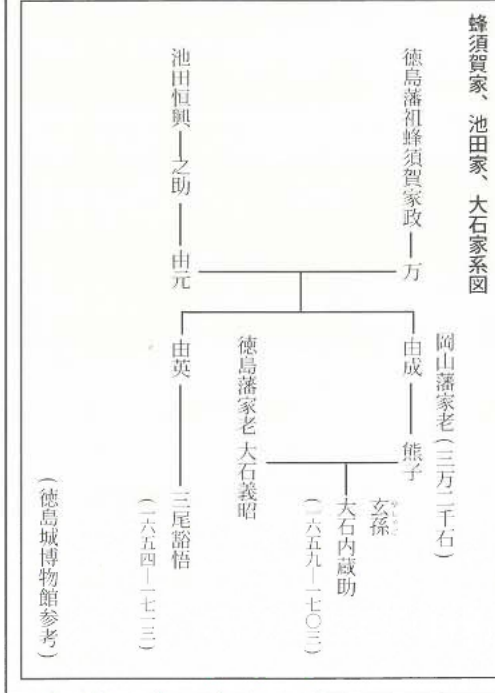 蜂須賀家、池田家、大石家系図
岡山藩家老(三万二千石)
徳島藩祖蜂須賀家政
万
由成
熊子
玄孫
やしゃご
大石内蔵助
(一六五九―一七〇三)
徳島藩家老 大石義昭
池田恒興
之助
由元
由英
三尾豁悟
(一六五四―一七一三)
(徳島城博物館参考)